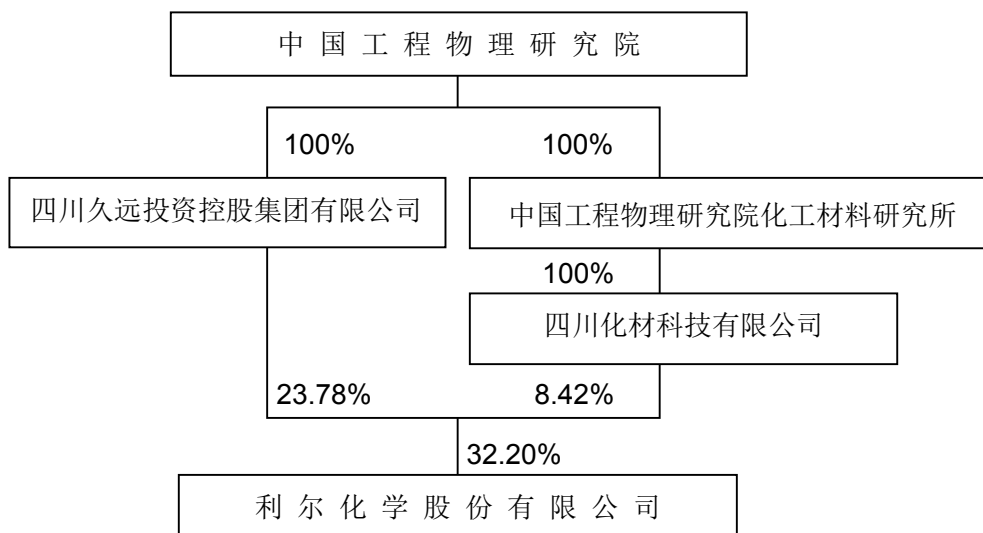 中国工程物理研究院
100%
100%
四川久远投资控股集团有限公司
中国工程物理研究院化工材料研究所
100%
四川化材科技有限公司
23.78%
8.42%
32.20%
利尔化学股份有限公司